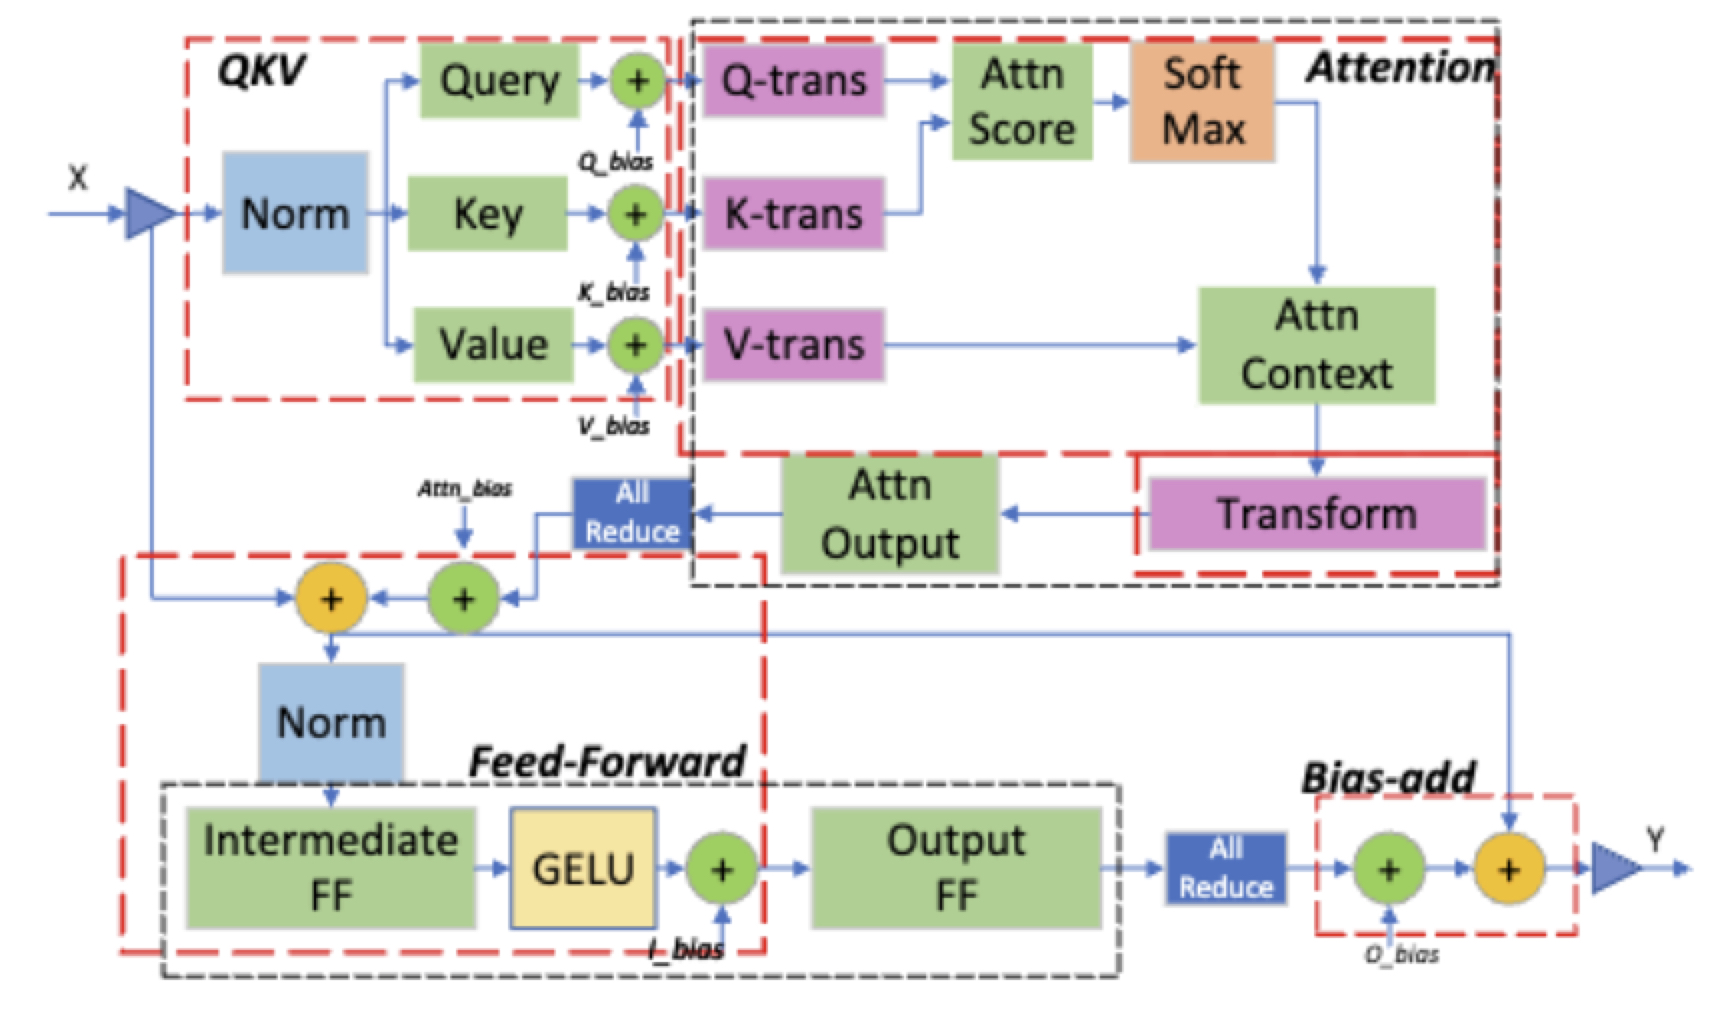 QKV
Query
Q-trans
Attn
Score
Soft
Max
Attention
X
Q_bias
Norm
Key
K-trans
K_bias
Value
V-trans
Attn
Context
V_bias
Attn_bias
All
Reduce
Attn
Output
Transform
+
+
+
+
+
Norm
Feed-Forward
Bias-add
Intermediate
FF
GELU
+
Output
FF
All
Reduce
+
+
Y
I_bias
O_bias